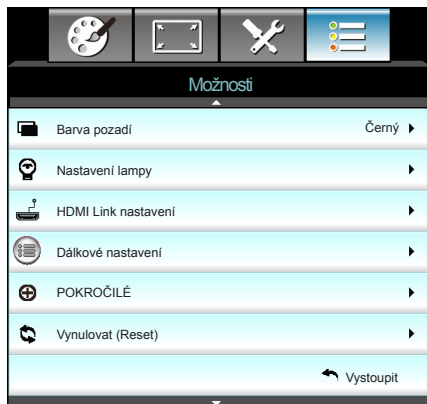 Možnosti
Barva pozadí Černý
Nastavení lampy
HDMI Link nastavení
Dálkové nastavení
POKROČILÉ
Vynulovat (Reset)
Vystoupit